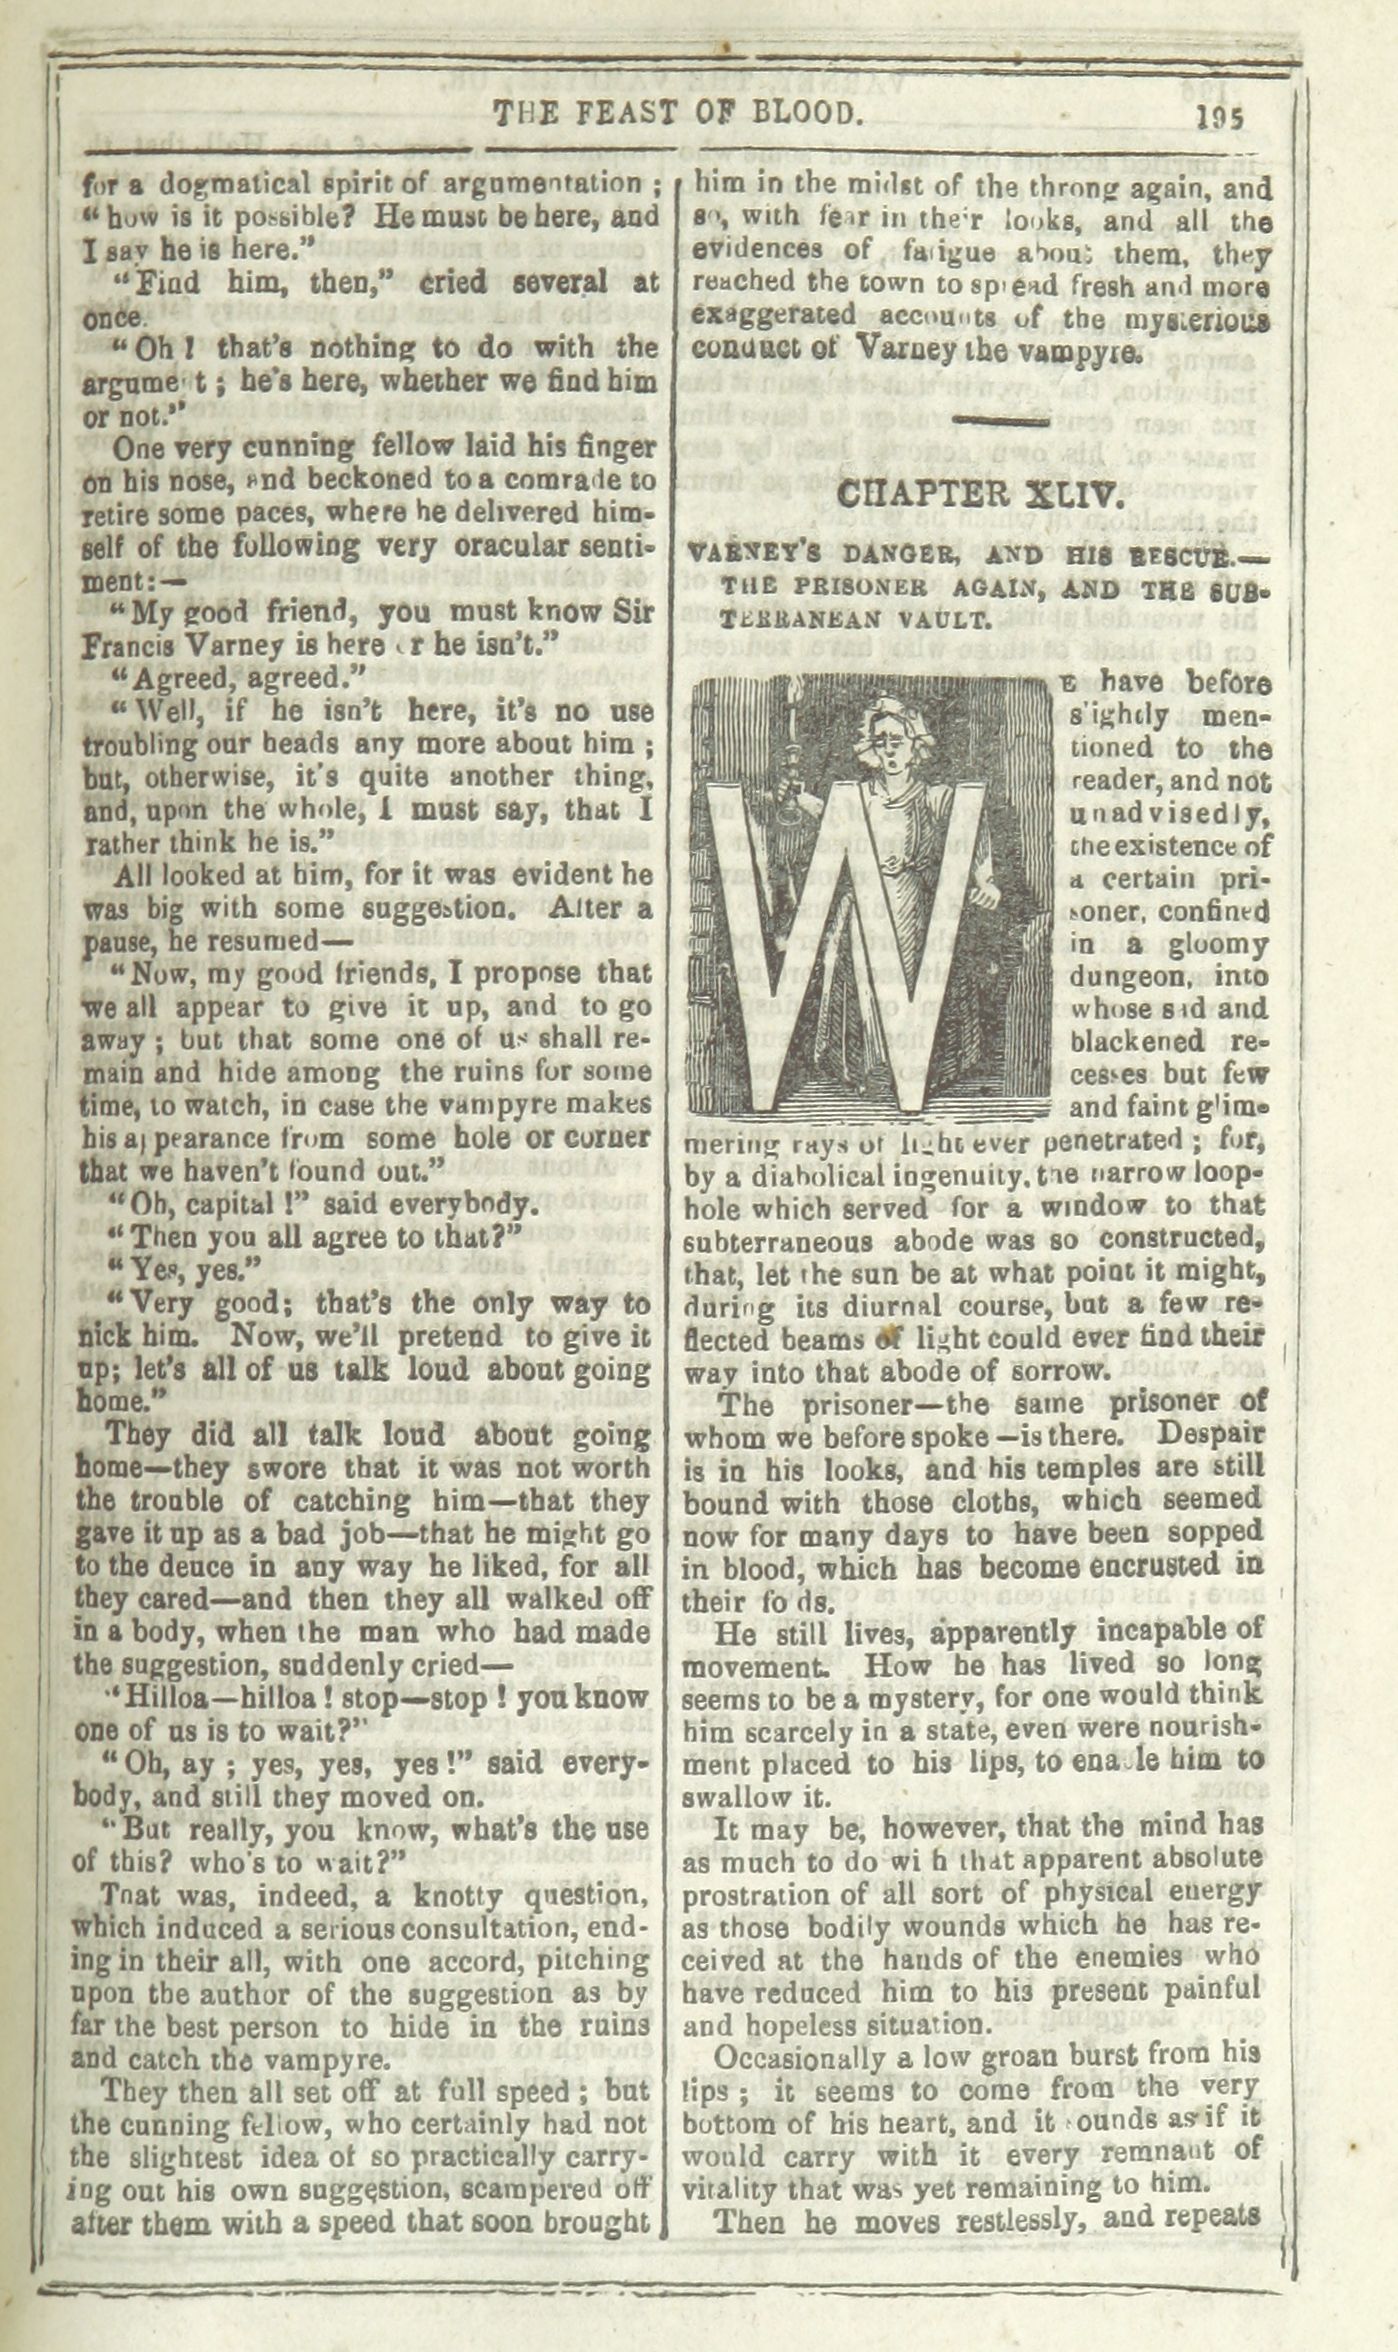 THE FEAST OF BLOOD. 195
for a dogmatical spirit of argumentation ;
“how is it possible? He must be here, and
I say he is here.”
“Find him, then,” cried several at
once.
“Oh ! that’s nothing to do with the
argument ; he’s here, whether we find him
or not.”
One very cunning fellow laid his finger
on his nose, and beckoned to a comrade to
retire some paces, where he delivered him-
self of the following very oracular senti-
ment:—
“My good friend, you must know Sir
Francis Varney is here or he isn’t.”
“Agreed, agreed.”
“Well, if he isn’t here, it’s no use
troubling our heads any more about him ;
but, otherwise, it’s quite another thing,
and, upon the whole, I must say, that I
rather think he is.”
All looked at him, for it was evident he
was big with some suggestion. After a
pause, he resumed—
“Now, my good friends, I propose that
we all appear to give it up, and to go
away ; but that some one of us shall re-
main and hide among the ruins for some
time, to watch, in case the vampyre makes
his appearance from some hole or corner
that we haven’t found out.”
“Oh, capital !” said everybody.
“Then you all agree to that?”
“Yes, yes.”
“Very good; that’s the only way to
nick him. Now, we’ll pretend to give it
up; let’s all of us talk loud about going
home.”
They did all talk loud about going
home—they swore that it was not worth
the trouble of catching him—that they
gave it up as a bad job—that he might go
to the deuce in any way he liked, for all
they cared—and then they all walked off
in a body, when the man who had made
the suggestion, suddenly cried—
“Hilloa—hilloa ! stop—stop ! you know
one of us is to wait?”
“Oh, ay ; yes, yes, yes !” said every-
body, and still they moved on.
“But really, you know, what’s the use
of this? who’s to wait?”
That was, indeed, a knotty question,
which induced a serious consultation, end-
ing in their all, with one accord, pitching
upon the author of the suggestion as by
far the best person to hide in the ruins
and catch the vampyre.
They then all set off at full speed ; but
the cunning fellow, who certainly had not
the slightest idea of so practically carry-
ing out his own suggestion, scampered off
after them with a speed that soon brought
him in the midst of the throng again, and
so, with fear in their looks, and all the
evidences of fatigue about them, they
reached the town to spread fresh and more
exaggerated accounts of the mysterious
conduct of Varney the vampyre.
CHAPTER XLIV.
VARNEY’S DANGER, AND HIS RESCUE.—
THE PRISONER AGAIN, AND THE SUB-
TERRANEAN VAULT.
WE have before
slightly men-
tioned to the
reader, and not
unadvisedly,
the existence of
a certain pri-
soner, confined
in a gloomy
dungeon, into
whose sad and
blackened re-
cesses but few
and faint glim-
mering rays of light ever penetrated ; for,
by a diabolical ingenuity, the narrow loop-
hole which served for a window to that
subterraneous abode was so constructed,
that, let the sun be at what point it might,
during its diurnal course, but a few re-
flected beams of light could ever find their
way into that abode of sorrow.
The prisoner—the same prisoner of
whom we before spoke—is there. Despair
is in his looks, and his temples are still
bound with those cloths, which seemed
now for many days to have been sopped
in blood, which has become encrusted in
their folds.
He still lives, apparently incapable of
movement. How he has lived so long
seems to be a mystery, for one would think
him scarcely in a state, even were nourish-
ment placed to his lips, to enable him to
swallow it.
It may be, however, that the mind has
as much to do with that apparent absolute
prostration of all sort of physical energy
as those bodily wounds which he has re-
ceived at the hands of the enemies who
have reduced him to his present painful
and hopeless situation.
Occasionally a low groan burst from his
lips ; it seems to come from the very
bottom of his heart, and it sounds as if it
would carry with it every remnant of
vitality that was yet remaining to him.
Then he moves restlessly, and repeats